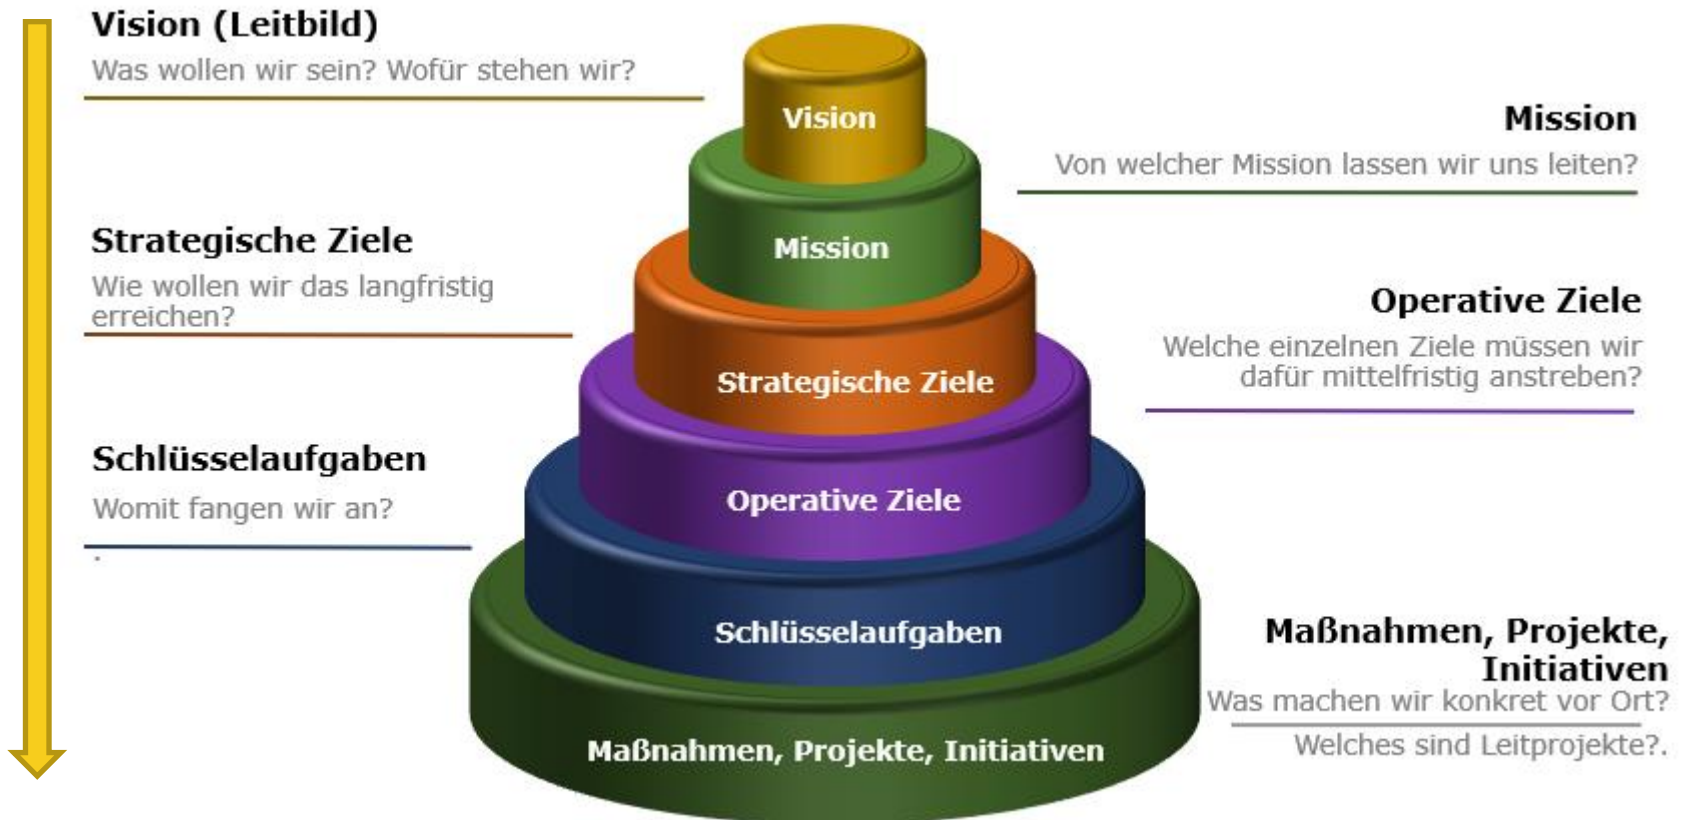 Vision (Leitbild)
Was wollen wir sein? Wofür stehen wir?
Vision
Mission
Von welcher Mission lassen wir uns leiten?
Mission
Strategische Ziele
Wie wollen wir das langfristig
erreichen?
Strategische Ziele
Operative Ziele
Welche einzelnen Ziele müssen wir
dafür mittelfristig anstreben?
Operative Ziele
Schlüsselaufgaben
Womit fangen wir an?
.
Schlüsselaufgaben
Maßnahmen, Projekte,
Initiativen
Was machen wir konkret vor Ort?
Welches sind Leitprojekte?.
Maßnahmen, Projekte, Initiativen